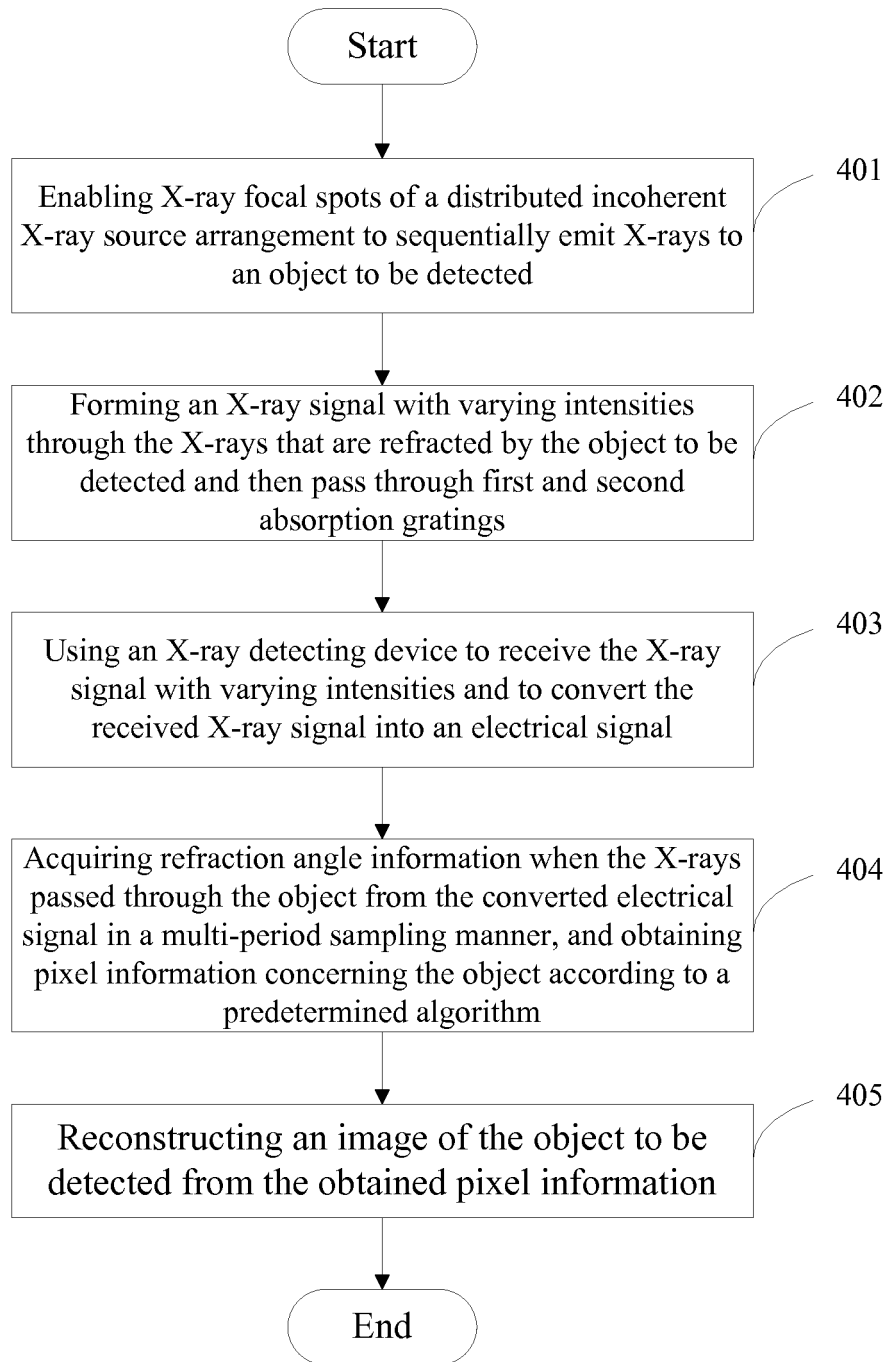 Start
401
Enabling X-ray focal spots of a distributed incoherent
X-ray source arrangement to sequentially emit X-rays to
an object to be detected
402
Forming an X-ray signal with varying intensities
through the X-rays that are refracted by the object to be
detected and then pass through first and second
absorption gratings
403
Using an X-ray detecting device to receive the X-ray
signal with varying intensities and to convert the
received X-ray signal into an electrical signal
404
Acquiring refraction angle information when the X-rays
passed through the object from the converted electrical
signal in a multi-period sampling manner, and obtaining
pixel information concerning the object according to a
predetermined algorithm
405
Reconstructing an image of the object to be
detected from the obtained pixel information
End